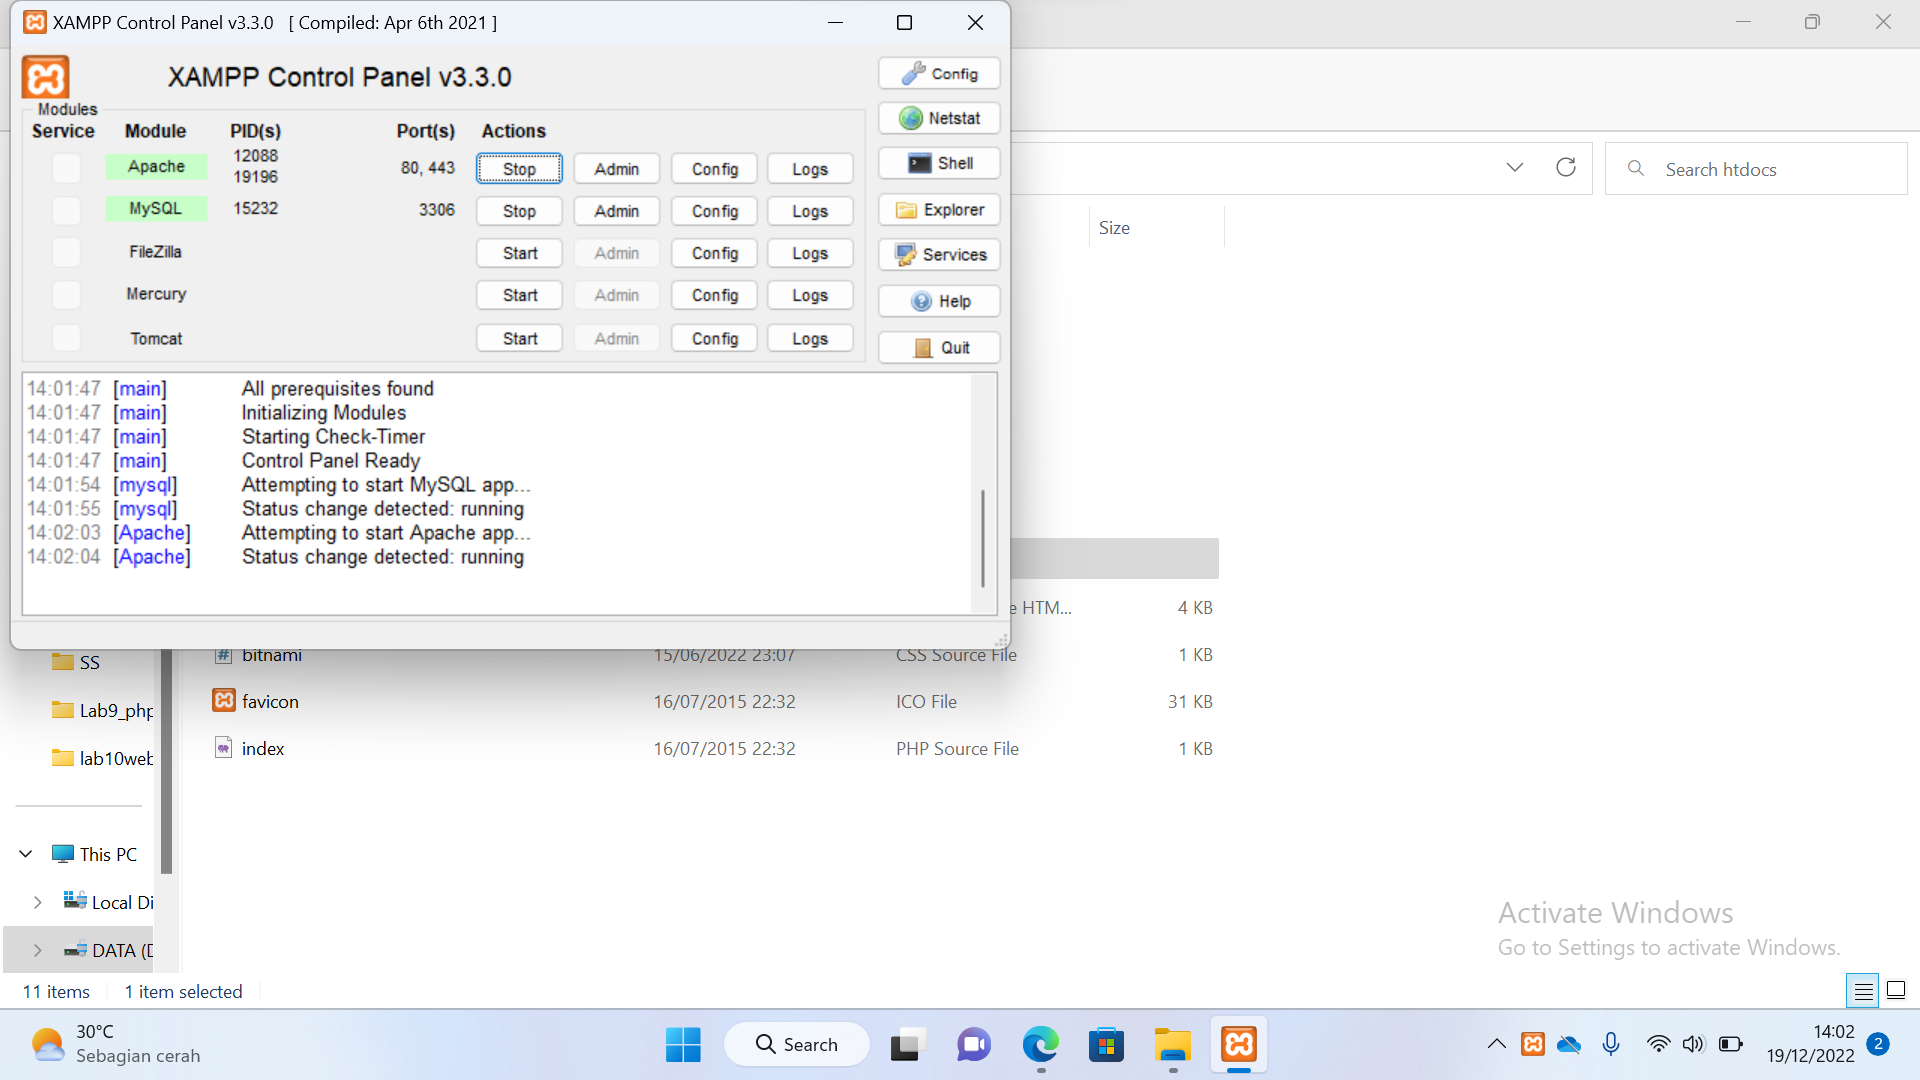 XAMPP Control Panel v3.3.0 [ Compiled: Apr 6th 2021 ]
XAMPP Control Panel v3.3.0
Config
Modules
Service Module PID(s) Port(s) Actions
Netstat
Apache 12088 19196 80, 443 Stop Admin Config Logs
Shell
MySQL 15232 3306 Stop Admin Config Logs
Explorer
FileZilla Start Admin Config Logs
Services
Mercury Start Admin Config Logs
Help
Tomcat Start Admin Config Logs
Quit
14:01:47 [main] All prerequisites found
14:01:47 [main] Initializing Modules
14:01:47 [main] Starting Check-Timer
14:01:47 [main] Control Panel Ready
14:01:54 [mysql] Attempting to start MySQL app...
14:01:55 [mysql] Status change detected: running
14:02:03 [Apache] Attempting to start Apache app...
14:02:04 [Apache] Status change detected: running
Search htdocs
Size
e HTM... 4 KB
bitnami 15/06/2022 23:07 CSS Source File 1 KB
favicon 16/07/2015 22:32 ICO File 31 KB
index 16/07/2015 22:32 PHP Source File 1 KB
SS
Lab9_php
lab10web
This PC
Local Di
DATA (D
11 items 1 item selected
Activate Windows
Go to Settings to activate Windows.
30°C
Sebagian cerah
Search
14:02
19/12/2022
2